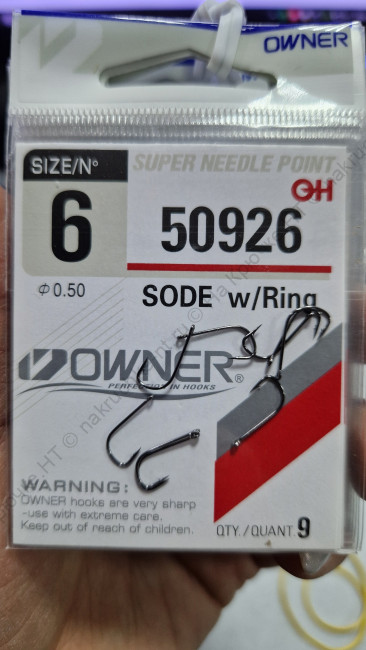 OWNER
SIZE/N°
SUPER NEEDLE POINT
6
OH
50926
Φ0.50
SODE w/Ring
OWNER®
PERFECTION IN HOOKS
WARNING:
OWNER hooks are very sharp
-use with extreme care.
Keep out of reach of children.
QTY./QUANT. 9